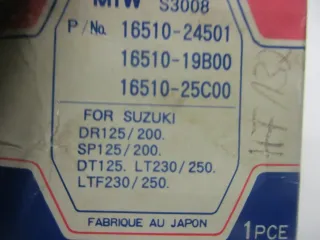 MIW S3008
P/No. 16510-24501
16510-19B00
16510-25C00
FOR SUZUKI
DR125/200.
SP125/200.
DT125. LT230/250.
LTF230/250.
FABRIQUE AU JAPON
1PCE